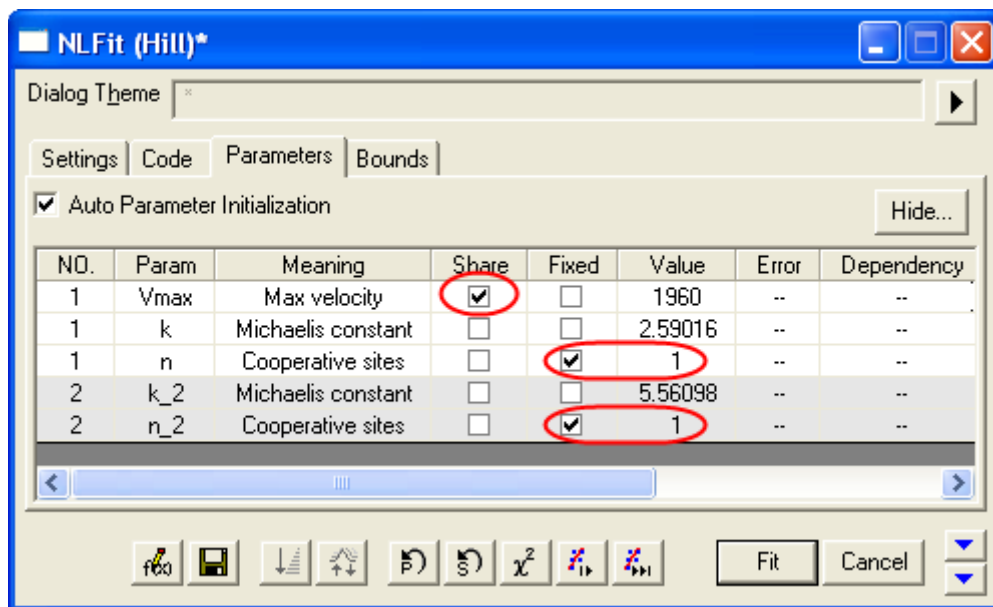 NLFit (Hill)*
Dialog Theme *
Settings Code Parameters Bounds
Auto Parameter Initialization Hide...
NO. Param Meaning Share Fixed Value Error Dependency
1 Vmax Max velocity 1960 -- --
1 k Michaelis constant 2.59016 -- --
1 n Cooperative sites 1 -- --
2 k_2 Michaelis constant 5.56098 -- --
2 n_2 Cooperative sites 1 -- --
f(x) P S χ² Fit Cancel